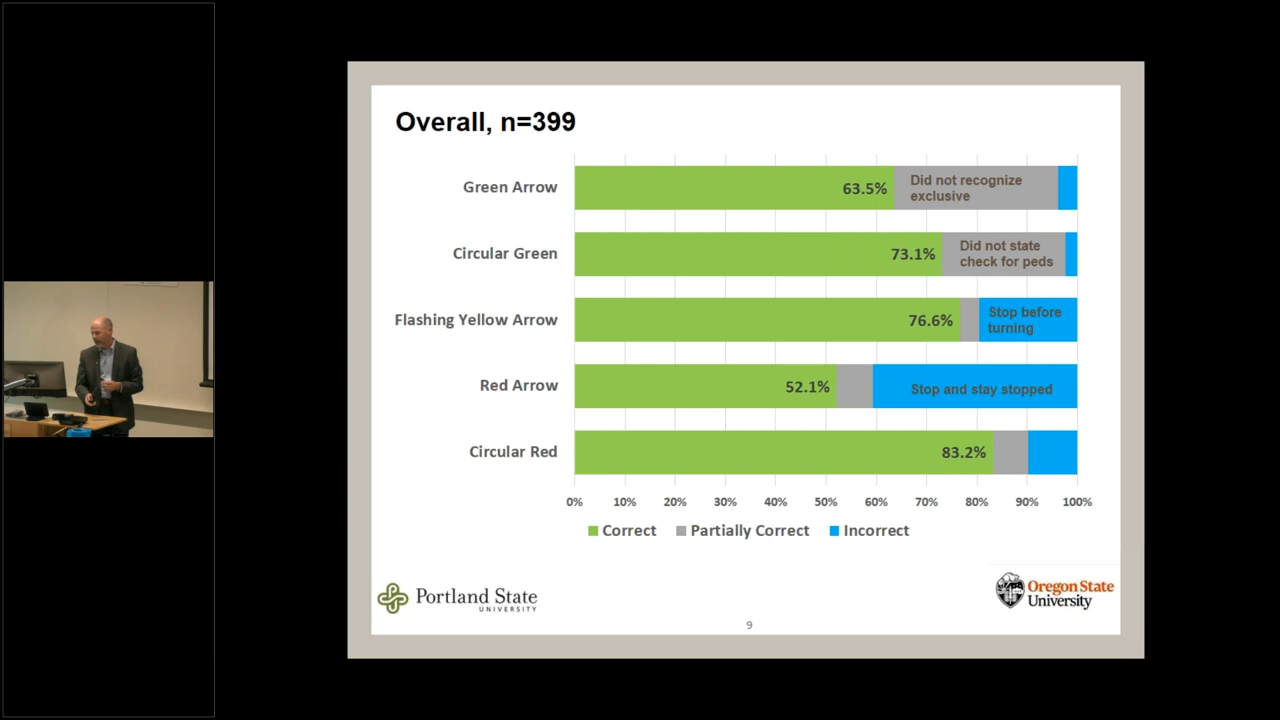 Overall, n=399
Green Arrow
63.5%
Did not recognize
exclusive
Circular Green
73.1%
Did not state
check for peds
Flashing Yellow Arrow
76.6%
Stop before
turning
Red Arrow
52.1%
Stop and stay stopped
Circular Red
83.2%
0% 10% 20% 30% 40% 50% 60% 70% 80% 90% 100%
Correct Partially Correct Incorrect
Portland State
UNIVERSITY
Oregon State
University
9